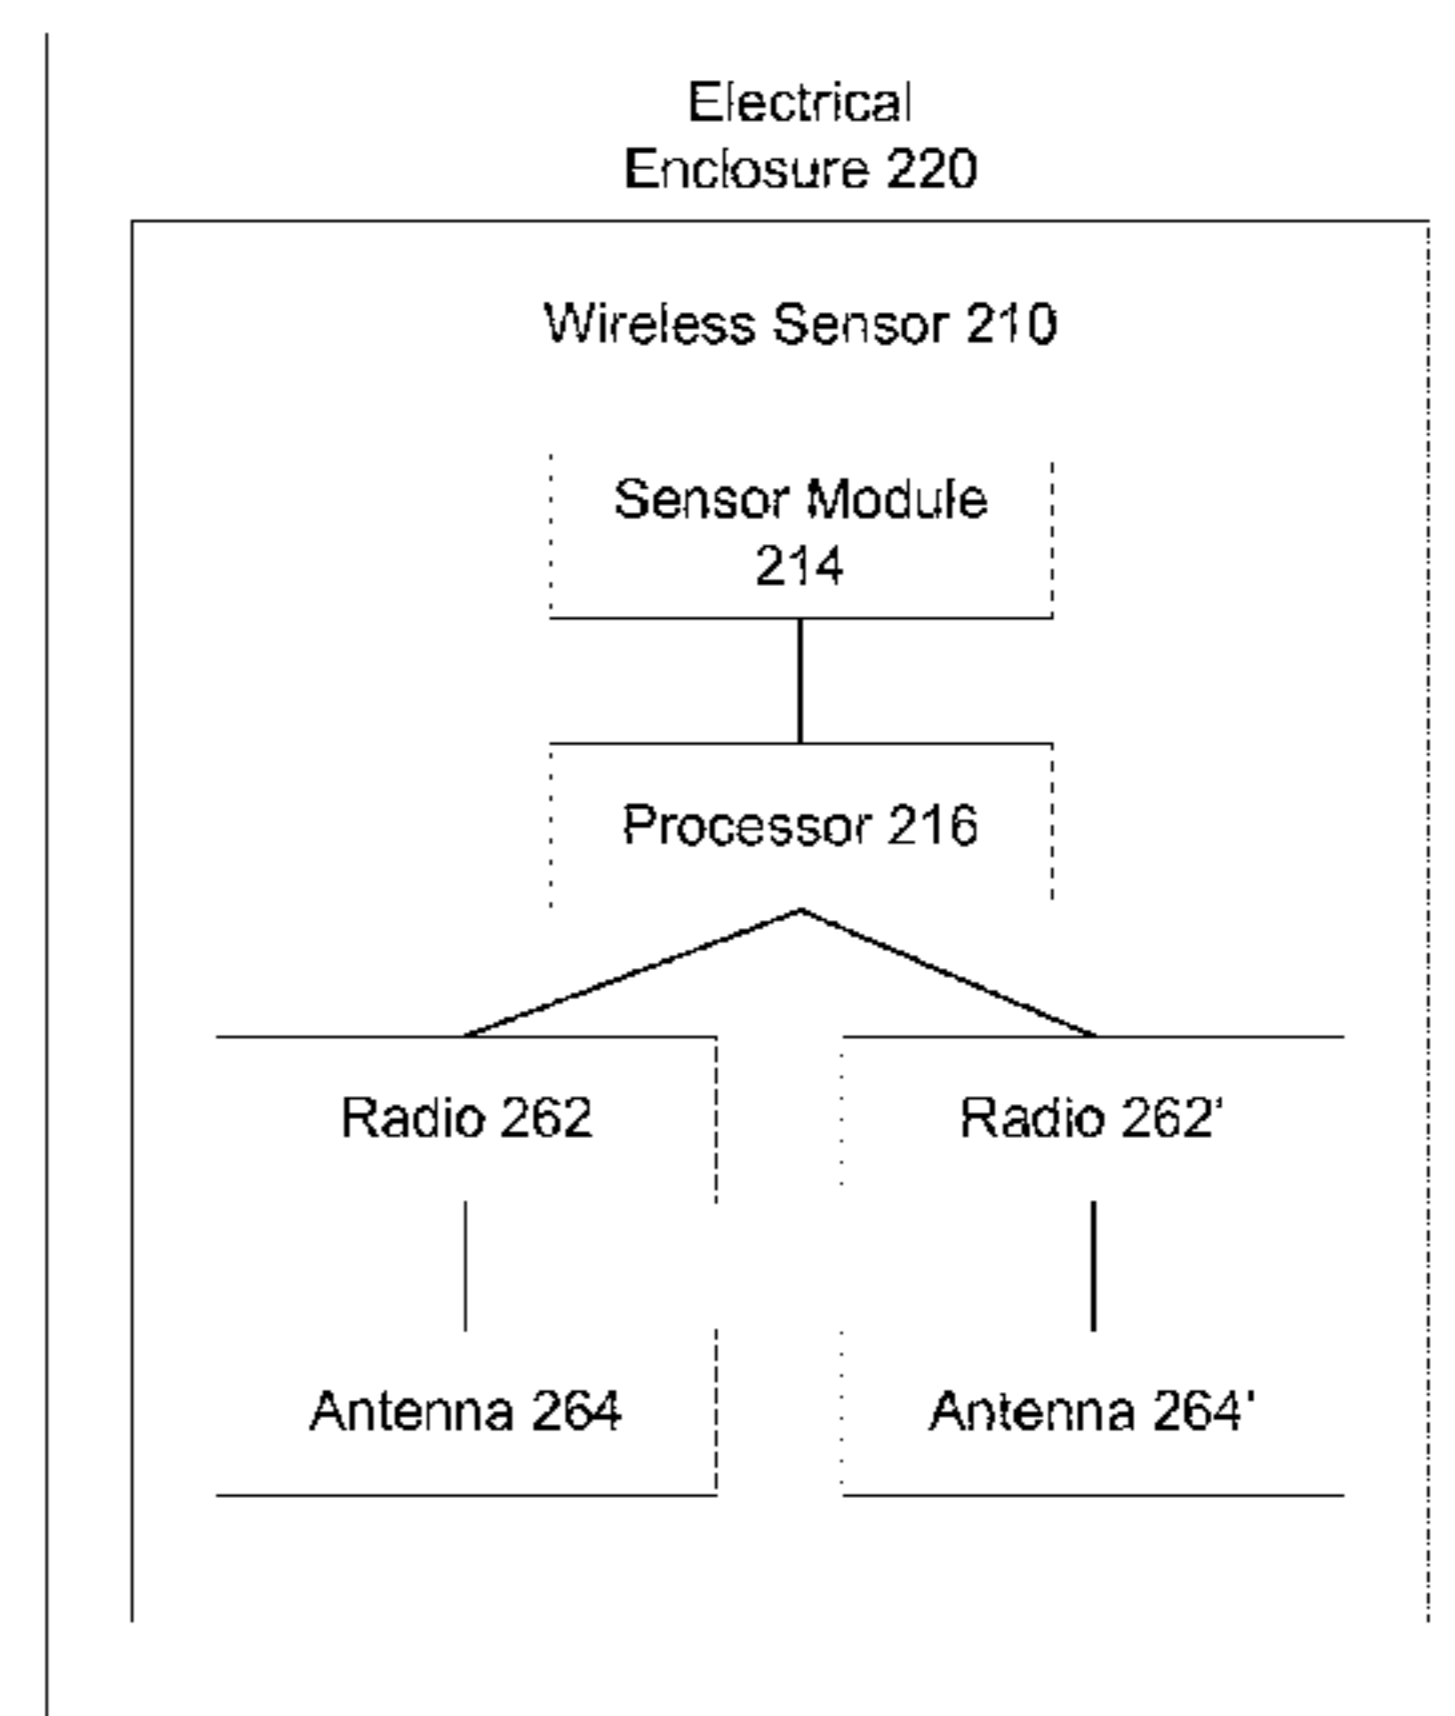 Electrical
Enclosure 220
Wireless Sensor 210
Sensor Module
214
Processor 216
Radio 262
Radio 262'
Antenna 264
Antenna 264'